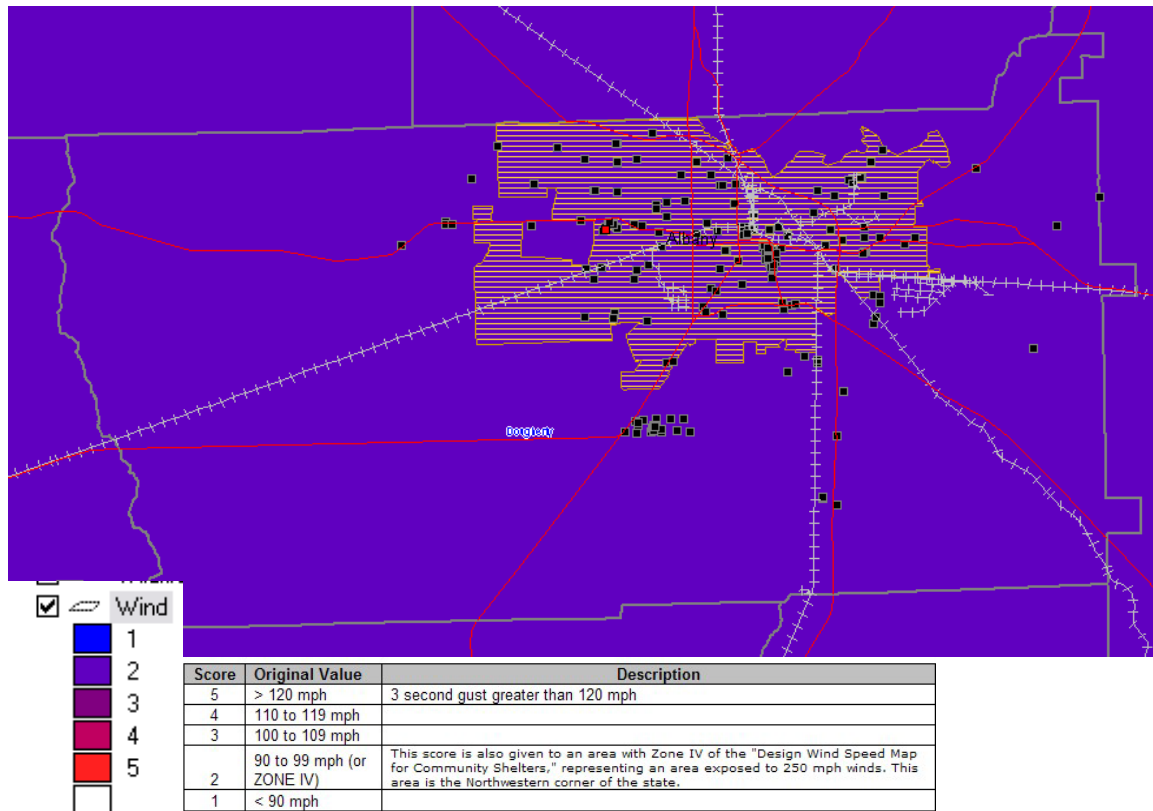 Albany
Dougherty
Wind
1
2
3
4
5
Score Original Value Description
5 > 120 mph 3 second gust greater than 120 mph
4 110 to 119 mph
3 100 to 109 mph
2 90 to 99 mph (or ZONE IV) This score is also given to an area with Zone IV of the "Design Wind Speed Map
for Community Shelters," representing an area exposed to 250 mph winds. This
area is the Northwestern corner of the state.
1 < 90 mph